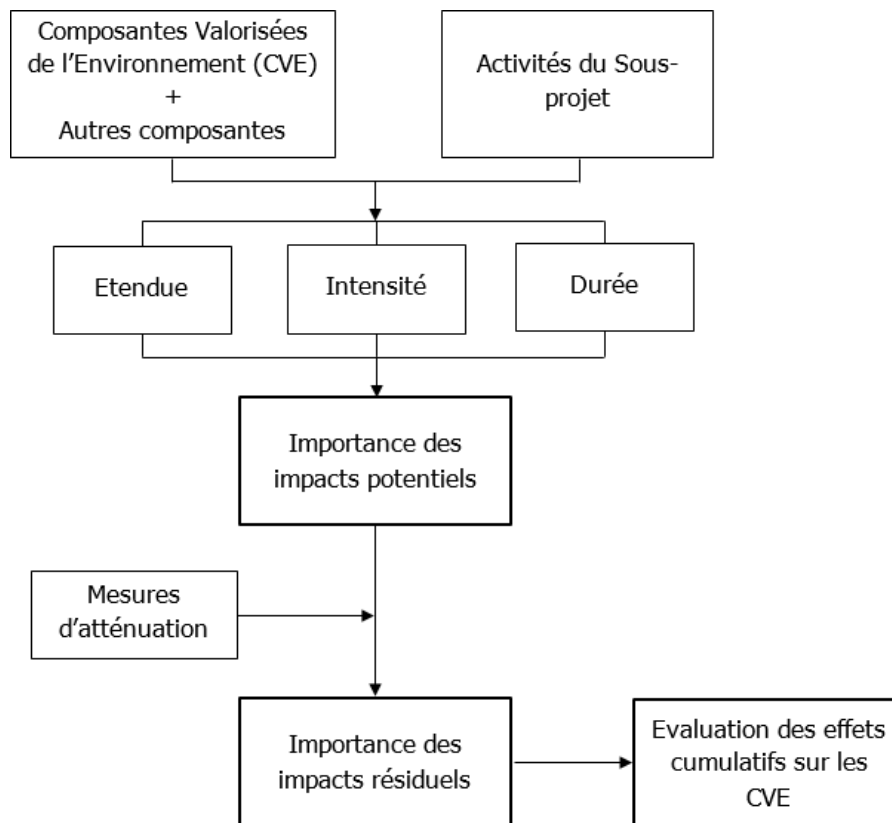 Composantes Valorisées
de l'Environnement (CVE)
+
Autres composantes
Activités du Sous-
projet
Etendue
Intensité
Durée
Importance des
impacts potentiels
Mesures
d'atténuation
Importance des
impacts résiduels
Evaluation des effets
cumulatifs sur les
CVE